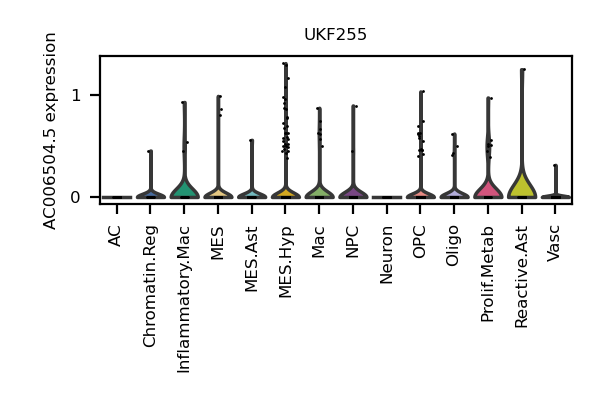 UKF255
AC006504.5 expression
1
0
AC
Chromatin.Reg
Inflammatory.Mac
MES
MES.Ast
MES.Hyp
Mac
NPC
Neuron
OPC
Oligo
Prolif.Metab
Reactive.Ast
Vasc